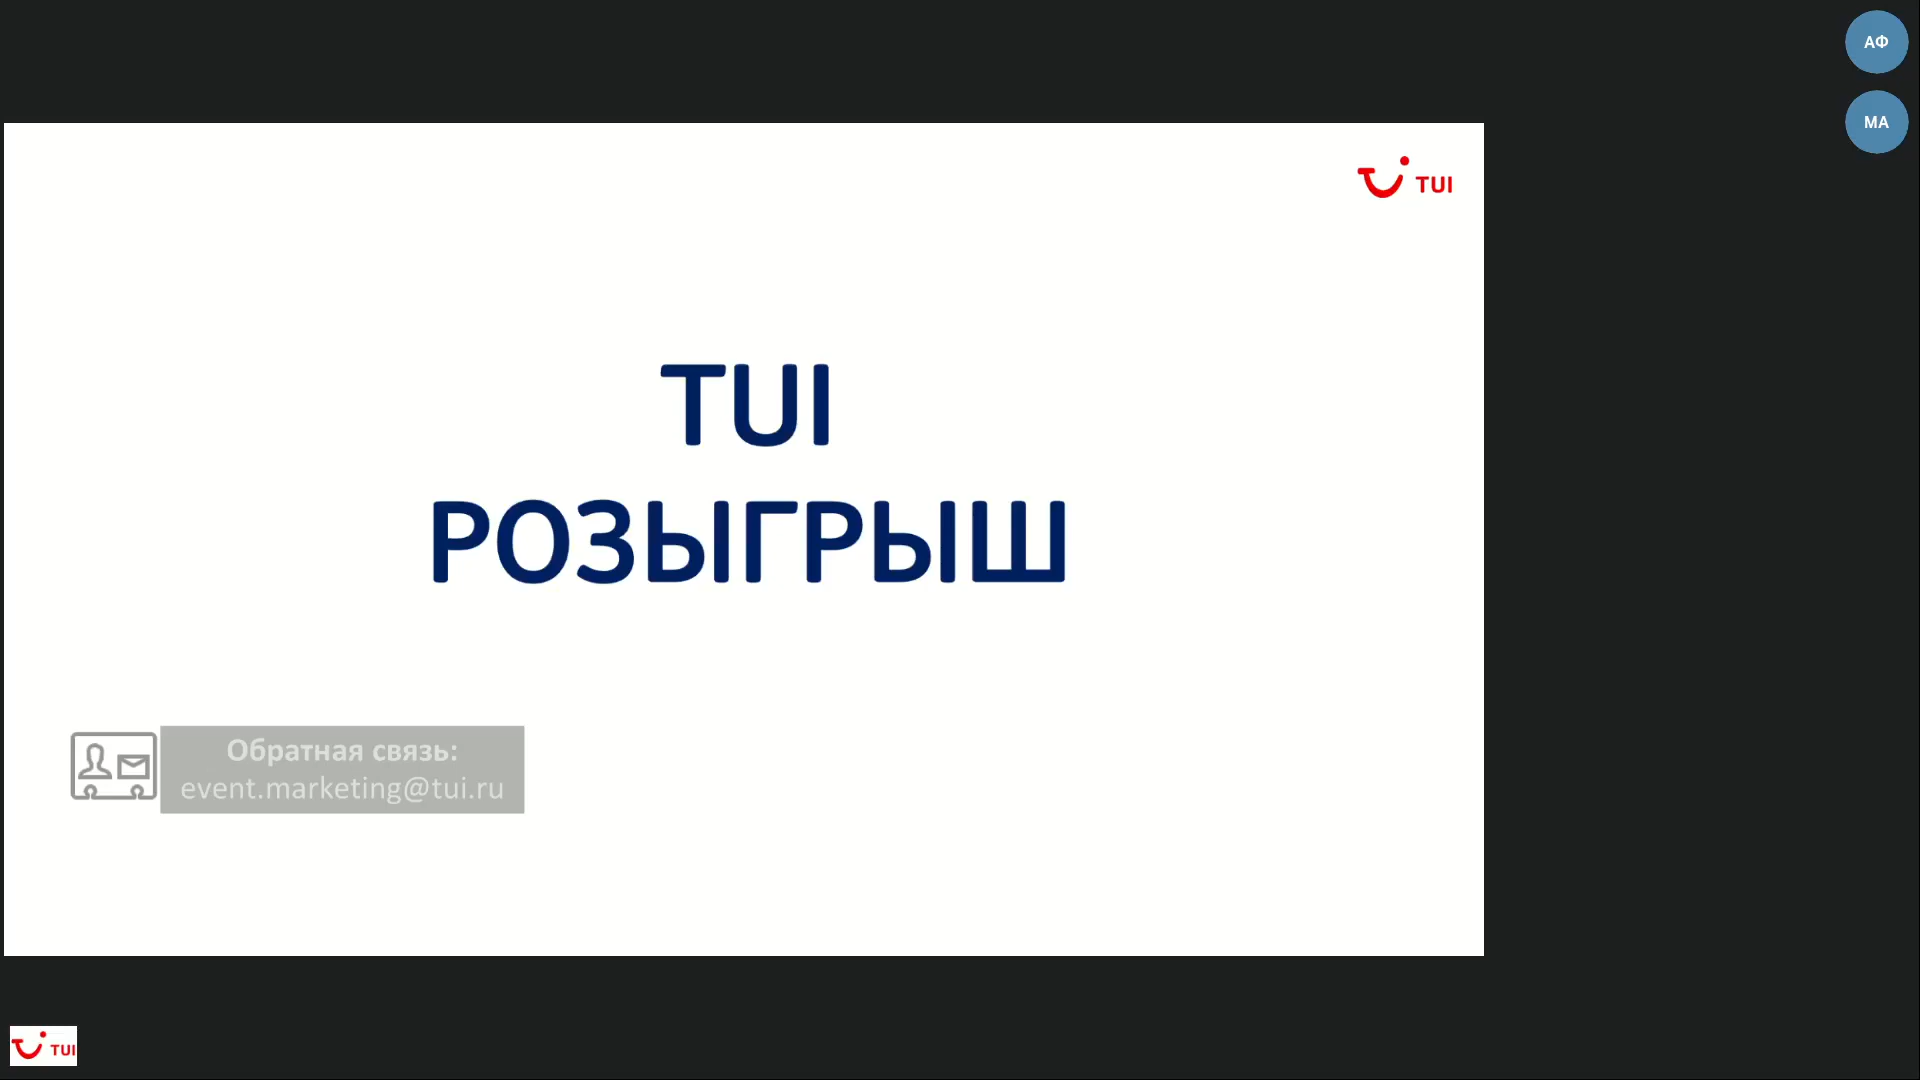 АФ
МА
TUI
TUI
РОЗЫГРЫШ
Обратная связь:
event.marketing@tui.ru
TUI